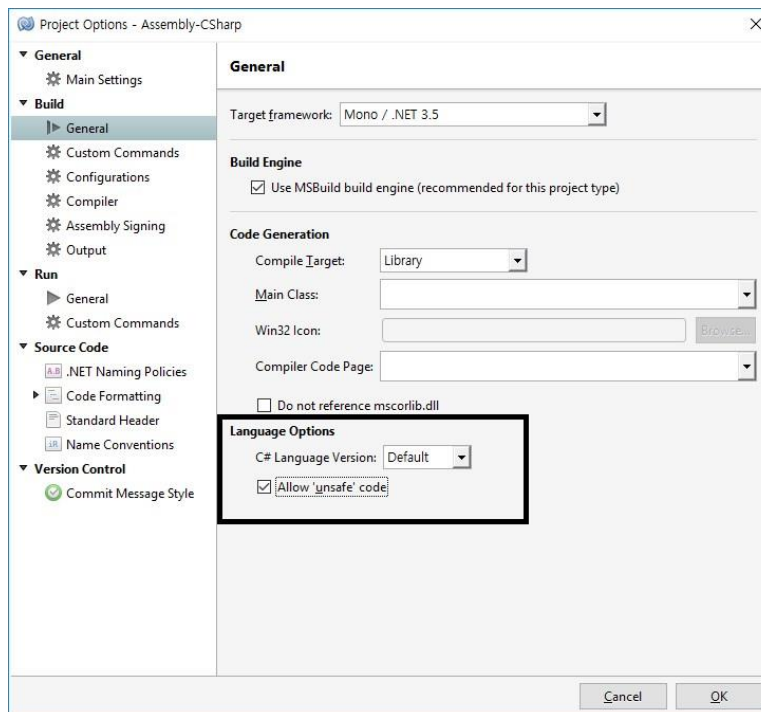 Project Options - Assembly-CSharp
General
Main Settings
Build
General
Custom Commands
Configurations
Compiler
Assembly Signing
Output
Run
General
Custom Commands
Source Code
A.B .NET Naming Policies
Code Formatting
Standard Header
iR Name Conventions
Version Control
Commit Message Style
General
Target framework: Mono / .NET 3.5
Build Engine
Use MSBuild build engine (recommended for this project type)
Code Generation
Compile Target: Library
Main Class:
Win32 Icon: Browse...
Compiler Code Page:
Do not reference mscorlib.dll
Language Options
C# Language Version: Default
Allow 'unsafe' code
Cancel OK